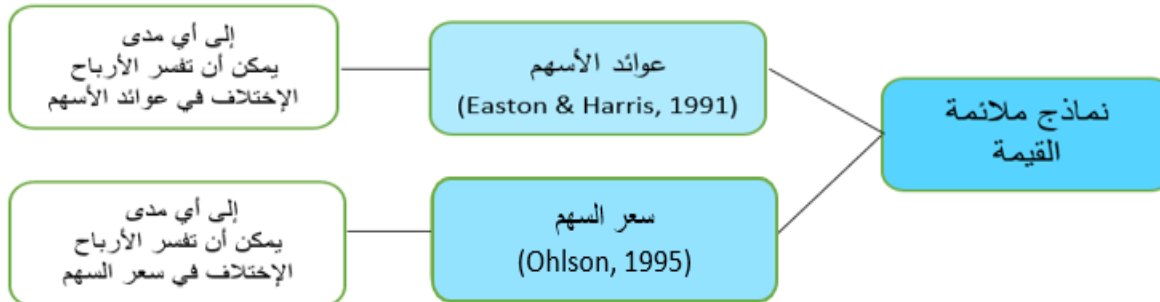 نماذج ملائمة
القيمة
عوائد الأسهم
(Easton & Harris, 1991)
إلى أي مدى
يمكن أن تفسر الأرباح
الإختلاف في عوائد الأسهم
سعر السهم
(Ohlson, 1995)
إلى أي مدى
يمكن أن تفسر الأرباح
الإختلاف في سعر السهم